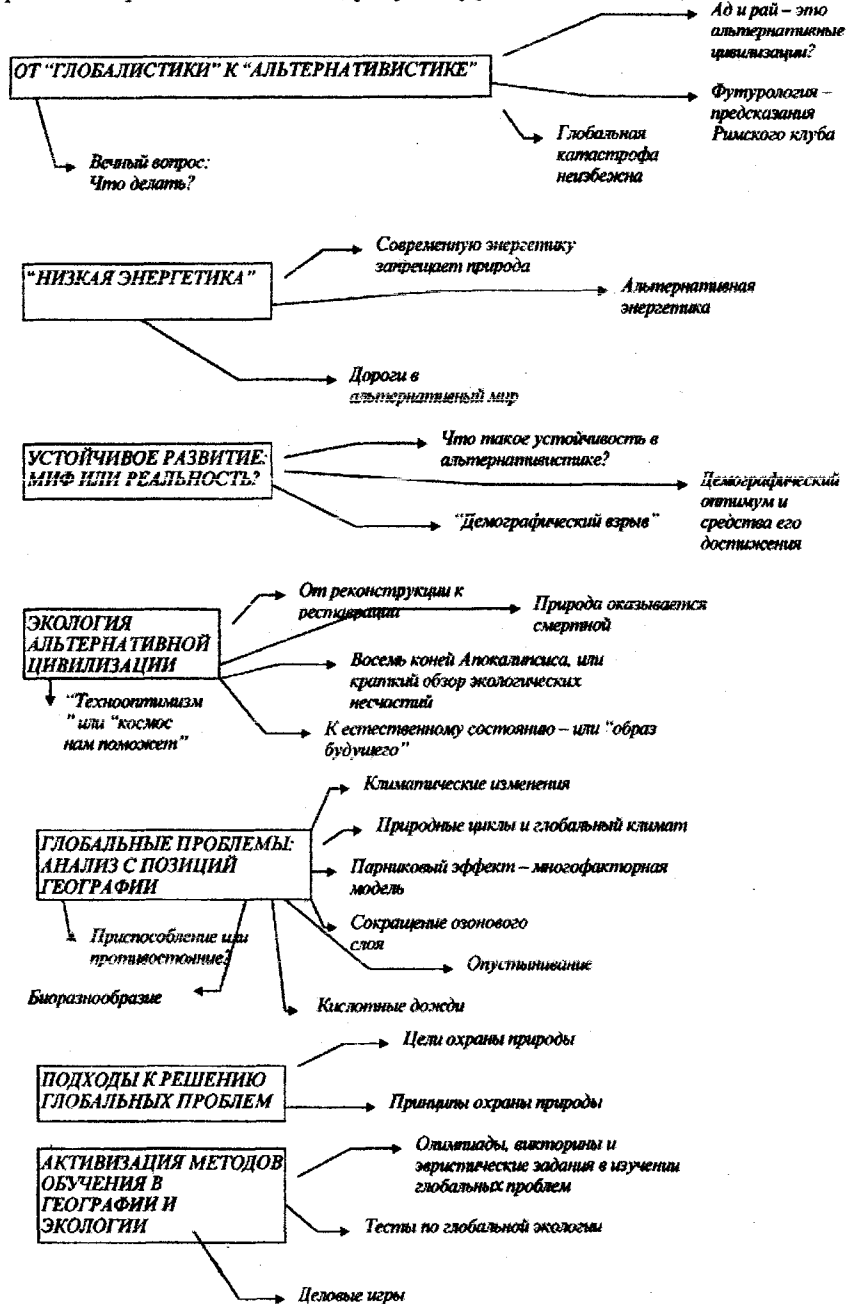 Ад и рай – это
альтернативные
цивилизации?
ОТ "ГЛОБАЛИСТИКИ" К "АЛЬТЕРНАТИВИСТИКЕ"
Футурология –
предсказания
Римского клуба
Глобальная
катастрофа
неизбежна
Вечный вопрос:
Что делать?
"НИЗКАЯ ЭНЕРГЕТИКА"
Современную энергетику
запрещает природа
Альтернативная
энергетика
Дороги в
альтернативный мир
УСТОЙЧИВОЕ РАЗВИТИЕ:
МИФ ИЛИ РЕАЛЬНОСТЬ?
Что такое устойчивость в
альтернативистике?
Демографический
оптимум и
средства его
достижения
"Демографический взрыв"
ЭКОЛОГИЯ
АЛЬТЕРНАТИВНОЙ
ЦИВИЛИЗАЦИИ
От реконструкции к
реставрации
Природа оказывается
смертной
Восемь коней Апокалипсиса, или
краткий обзор экологических
несчастий
"Технооптимизм
" или "космос
нам поможет"
К естественному состоянию – или "образ
будущего"
ГЛОБАЛЬНЫЕ ПРОБЛЕМЫ:
АНАЛИЗ С ПОЗИЦИЙ
ГЕОГРАФИИ
Климатические изменения
Природные циклы и глобальный климат
Парниковый эффект – многофакторная
модель
Сокращение озонового
слоя
Приспособление или
противостояние?
Опустынивание
Биоразнообразие
Кислотные дожди
ПОДХОДЫ К РЕШЕНИЮ
ГЛОБАЛЬНЫХ ПРОБЛЕМ
Цели охраны природы
Принципы охраны природы
АКТИВИЗАЦИЯ МЕТОДОВ
ОБУЧЕНИЯ В
ГЕОГРАФИИ И
ЭКОЛОГИИ
Олимпиады, викторины и
эвристические задания в изучении
глобальных проблем
Тесты по глобальной экологии
Деловые игры